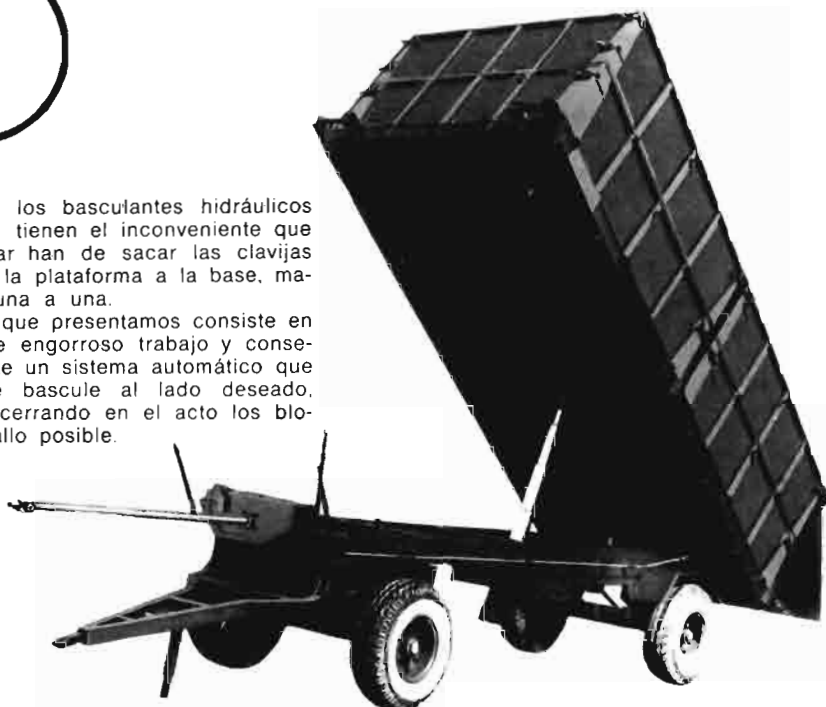 los basculantes hidráulicos
tienen el inconveniente que
ar han de sacar las clavijas
la plataforma a la base, ma-
una a una.
que presentamos consiste en
e engorroso trabajo y conse-
e un sistema automático que
e bascule al lado deseado,
cerrando en el acto los blo-
allo posible.